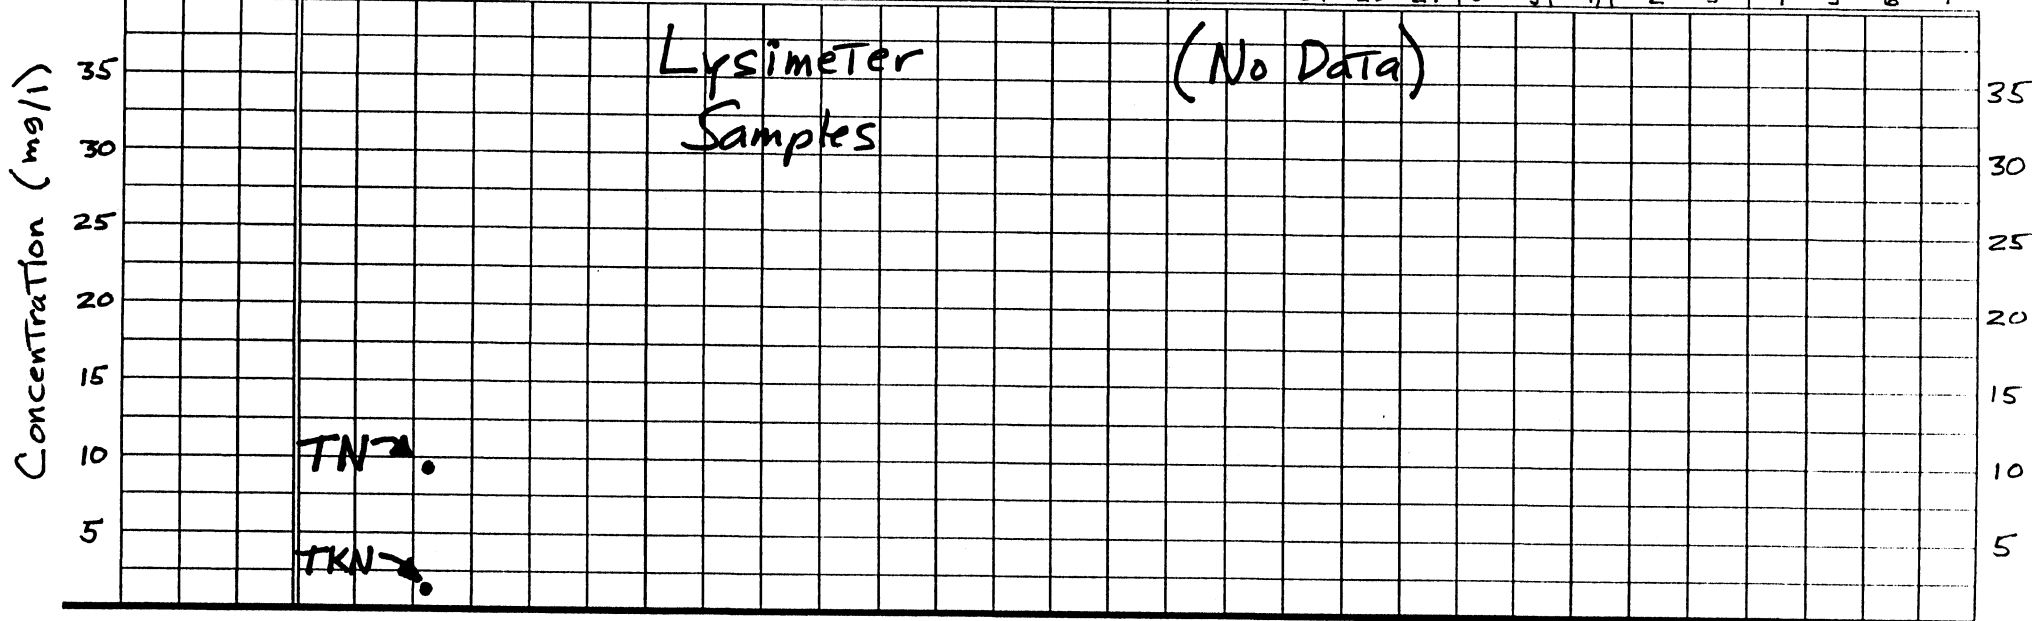 Lysimeter (No Data)
Samples
Concentration (mg/l)
35 35
30 30
25 25
20 20
15 15
10 10
5 5
TN
TKN